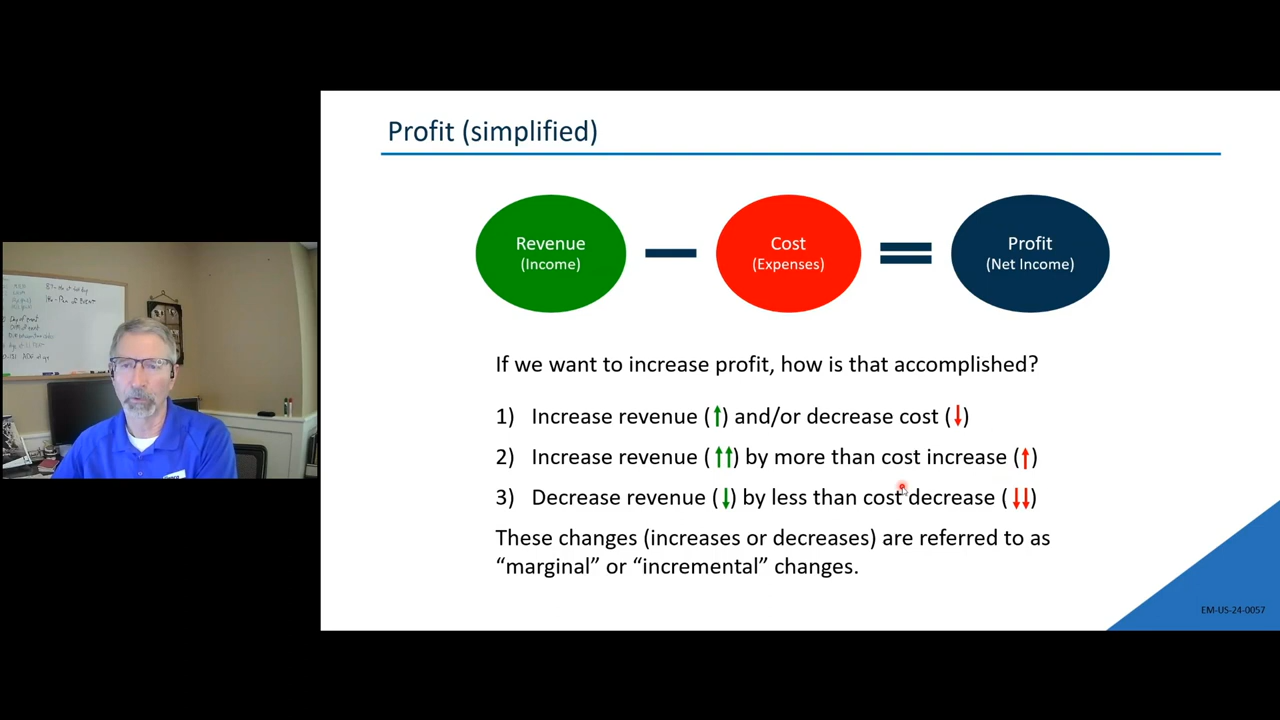 Profit (simplified)
Revenue
(Income)
Cost
(Expenses)
Profit
(Net Income)
If we want to increase profit, how is that accomplished?
1) Increase revenue (↑) and/or decrease cost (↓)
2) Increase revenue (↑↑) by more than cost increase (↑)
3) Decrease revenue (↓) by less than cost decrease (↓↓)
These changes (increases or decreases) are referred to as
“marginal” or “incremental” changes.
EM-US-24-0057